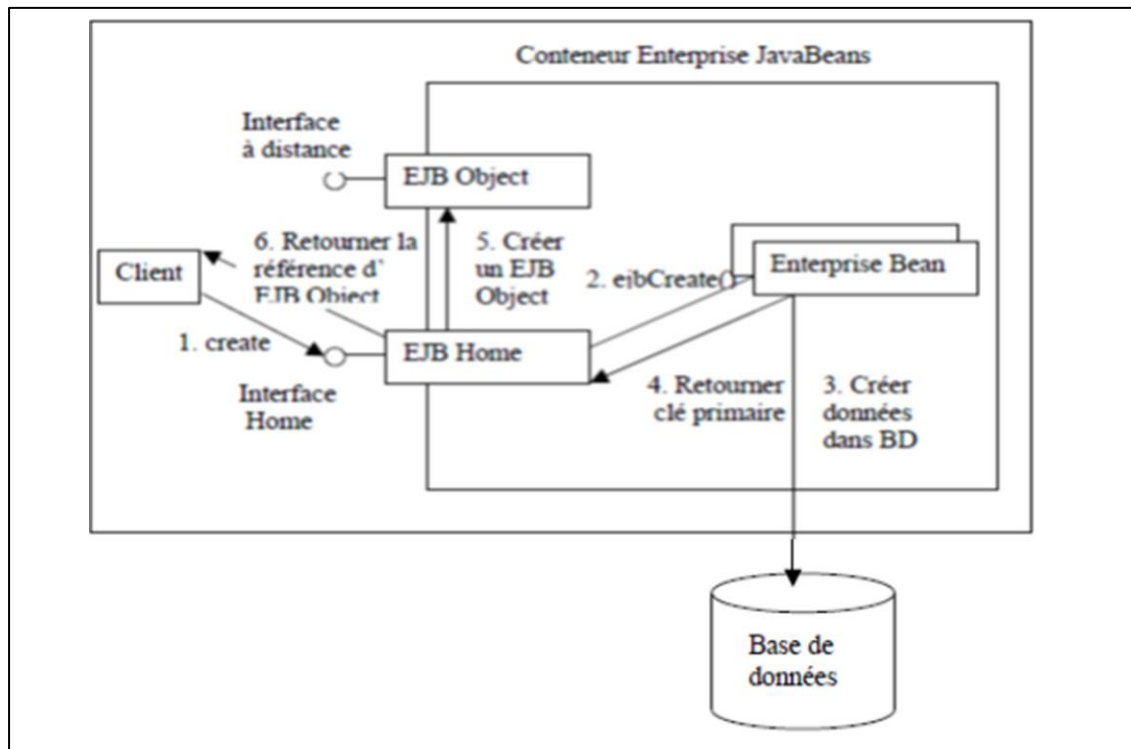 Conteneur Enterprise JavaBeans
Interface
à distance
EJB Object
6. Retourner la
référence d'
EJB Object
5. Créer
un EJB
Object
2. ejbCreate()
Enterprise Bean
Client
1. create
EJB Home
Interface
Home
4. Retourner
clé primaire
3. Créer
données
dans BD
Base de
données